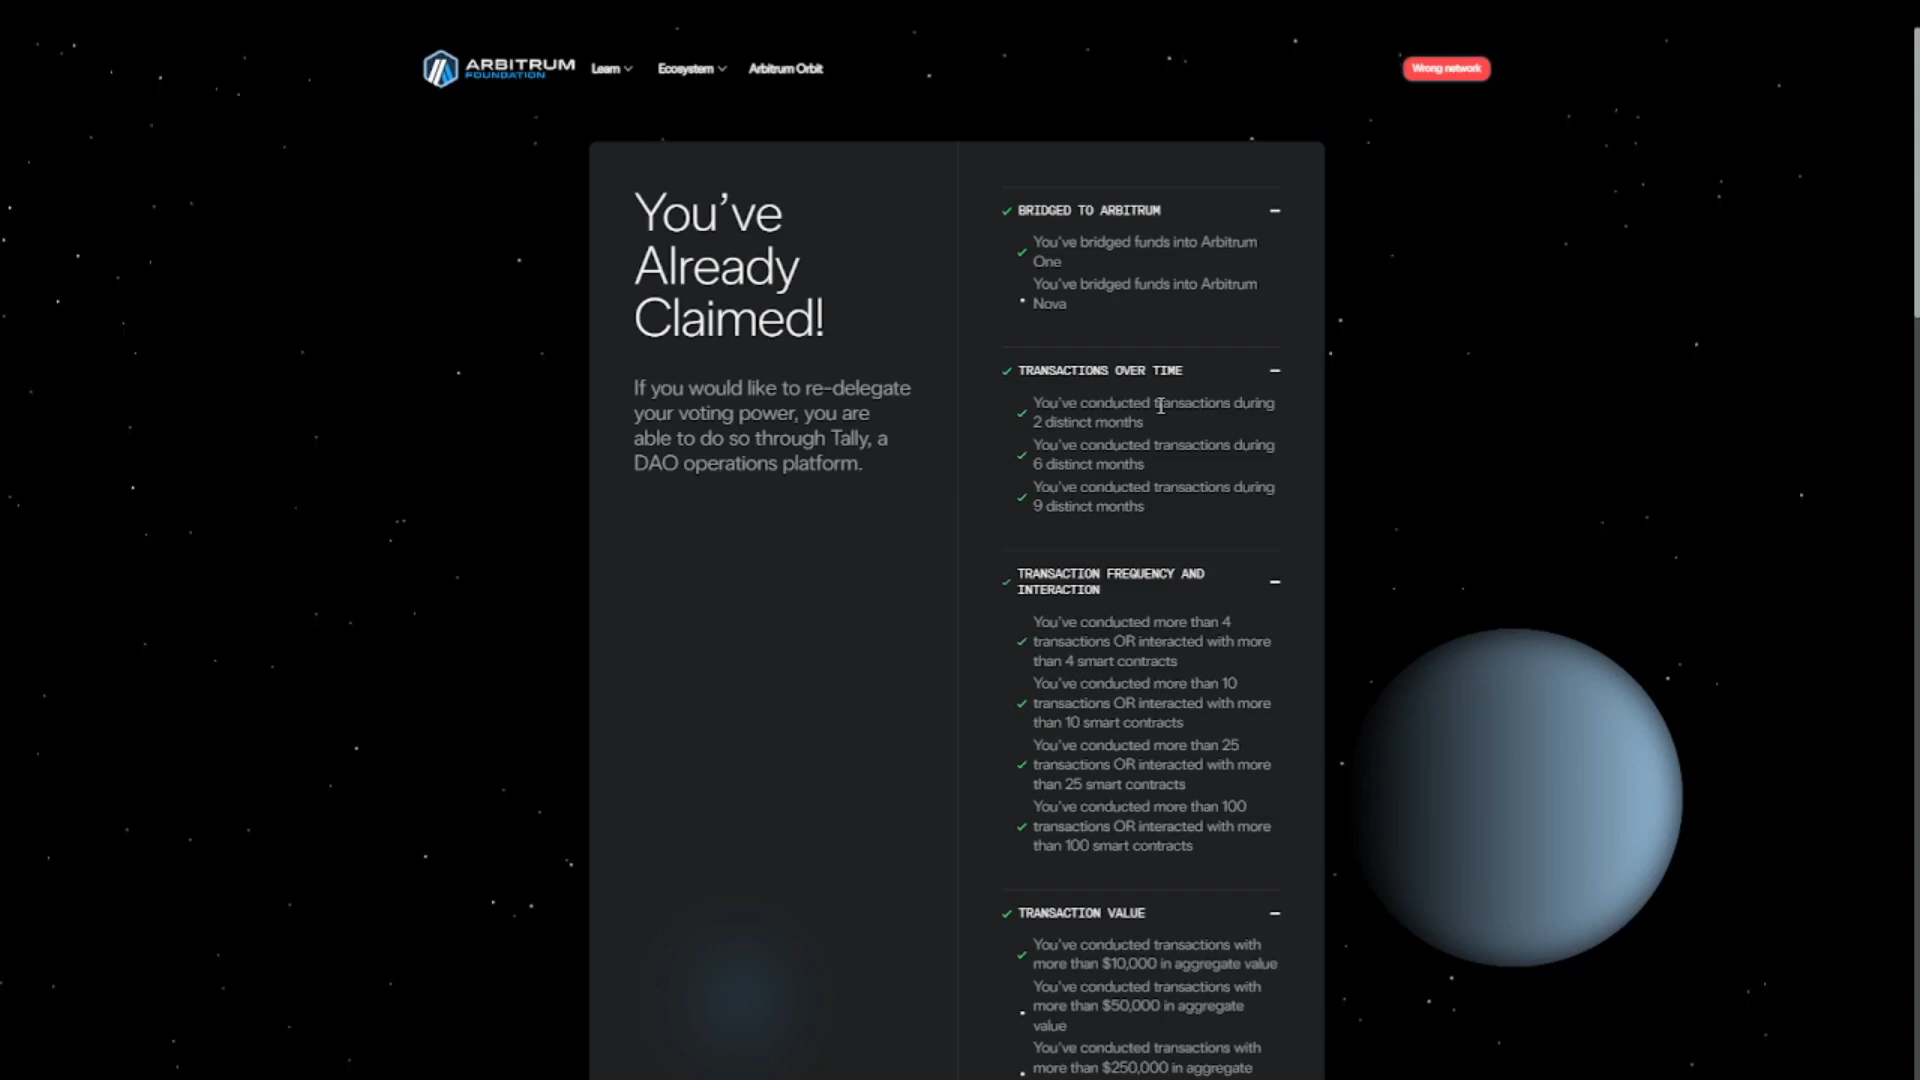 ARBITRUM
FOUNDATION
Learn
Ecosystem
Arbitrum Orbit
Wrong network
You've
Already
Claimed!
If you would like to re-delegate
your voting power, you are
able to do so through Tally, a
DAO operations platform.
BRIDGED TO ARBITRUM
You've bridged funds into Arbitrum
One
You've bridged funds into Arbitrum
Nova
TRANSACTIONS OVER TIME
You've conducted transactions during
2 distinct months
You've conducted transactions during
6 distinct months
You've conducted transactions during
9 distinct months
TRANSACTION FREQUENCY AND
INTERACTION
You've conducted more than 4
transactions OR interacted with more
than 4 smart contracts
You've conducted more than 10
transactions OR interacted with more
than 10 smart contracts
You've conducted more than 25
transactions OR interacted with more
than 25 smart contracts
You've conducted more than 100
transactions OR interacted with more
than 100 smart contracts
TRANSACTION VALUE
You've conducted transactions with
more than $10,000 in aggregate value
You've conducted transactions with
more than $50,000 in aggregate
value
You've conducted transactions with
more than $250,000 in aggregate